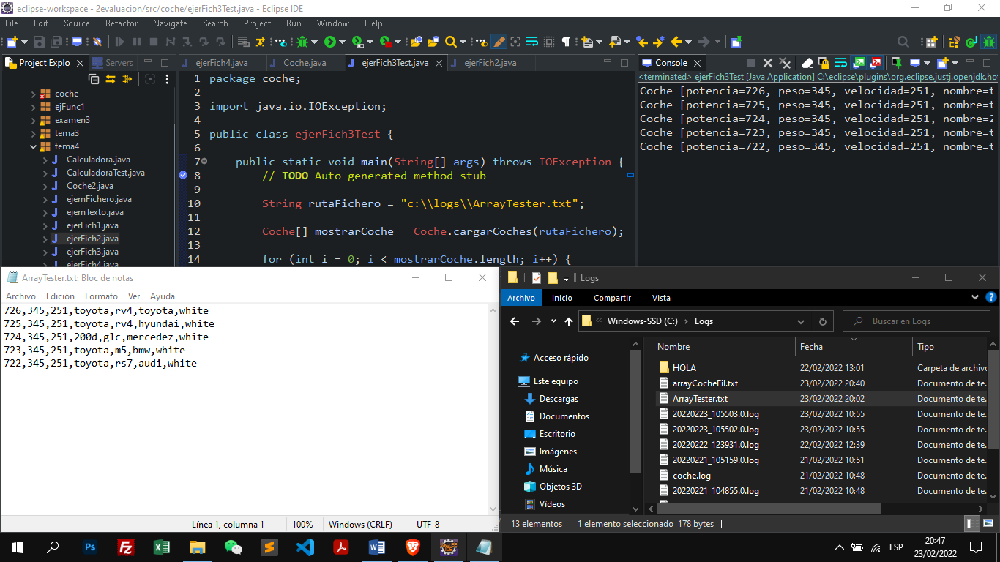 eclipse-workspace - 2evaluacion/src/coche/ejerFich3Test.java - Eclipse IDE
File Edit Source Refactor Navigate Search Project Run Window Help
Project Explo
Servers
coche
ejFunc1
examen3
tema3
tema4
Calculadora.java
CalculadoraTest.java
Coche2.java
ejemFichero.java
ejemTexto.java
ejerFich1.java
ejerFich2.java
ejerFich3.java
ejerFich4.java
ejerFich4.java Coche.java ejerFich3Test.java ejerFich2.java
1 package coche;
2
3 import java.io.IOException;
4
5 public class ejerFich3Test {
6
7 public static void main(String[] args) throws IOException {
8 // TODO Auto-generated method stub
9
10 String rutaFichero = "c:\\logs\\ArrayTester.txt";
11
12 Coche[] mostrarCoche = Coche.cargarCoches(rutaFichero);
13
14 for (int i = 0; i < mostrarCoche.length; i++) {
Console
<terminated> ejerFich3Test [Java Application] C:\eclipse\plugins\org.eclipse.justj.openjdk.ho
Coche [potencia=726, peso=345, velocidad=251, nombre=t
Coche [potencia=725, peso=345, velocidad=251, nombre=t
Coche [potencia=724, peso=345, velocidad=251, nombre=2
Coche [potencia=723, peso=345, velocidad=251, nombre=t
Coche [potencia=722, peso=345, velocidad=251, nombre=t
ArrayTester.txt: Bloc de notas
Archivo Edición Formato Ver Ayuda
726,345,251,toyota,rv4,toyota,white
725,345,251,toyota,rv4,hyundai,white
724,345,251,200d,glc,mercedez,white
723,345,251,toyota,m5,bmw,white
722,345,251,toyota,rs7,audi,white
Línea 1, columna 1 100% Windows (CRLF) UTF-8
Logs
Archivo Inicio Compartir Vista
Windows-SSD (C:) Logs
Buscar en Logs
Acceso rápido
Este equipo
Descargas
Documentos
Escritorio
Imágenes
Música
Objetos 3D
Vídeos
Nombre Fecha Tipo
HOLA 22/02/2022 13:01 Carpeta de archivo
arrayCocheFil.txt 23/02/2022 20:40 Documento de te.
ArrayTester.txt 23/02/2022 20:02 Documento de te.
20220223_105503.0.log 23/02/2022 10:55 Documento de te.
20220223_105502.0.log 23/02/2022 10:55 Documento de te.
20220222_123931.0.log 22/02/2022 12:39 Documento de te.
20220221_105159.0.log 21/02/2022 10:51 Documento de te.
coche.log 21/02/2022 10:48 Documento de te.
20220221_104855.0.log 21/02/2022 10:48 Documento de te.
13 elementos 1 elemento seleccionado 178 bytes
Ps
ESP
20:47
23/02/2022